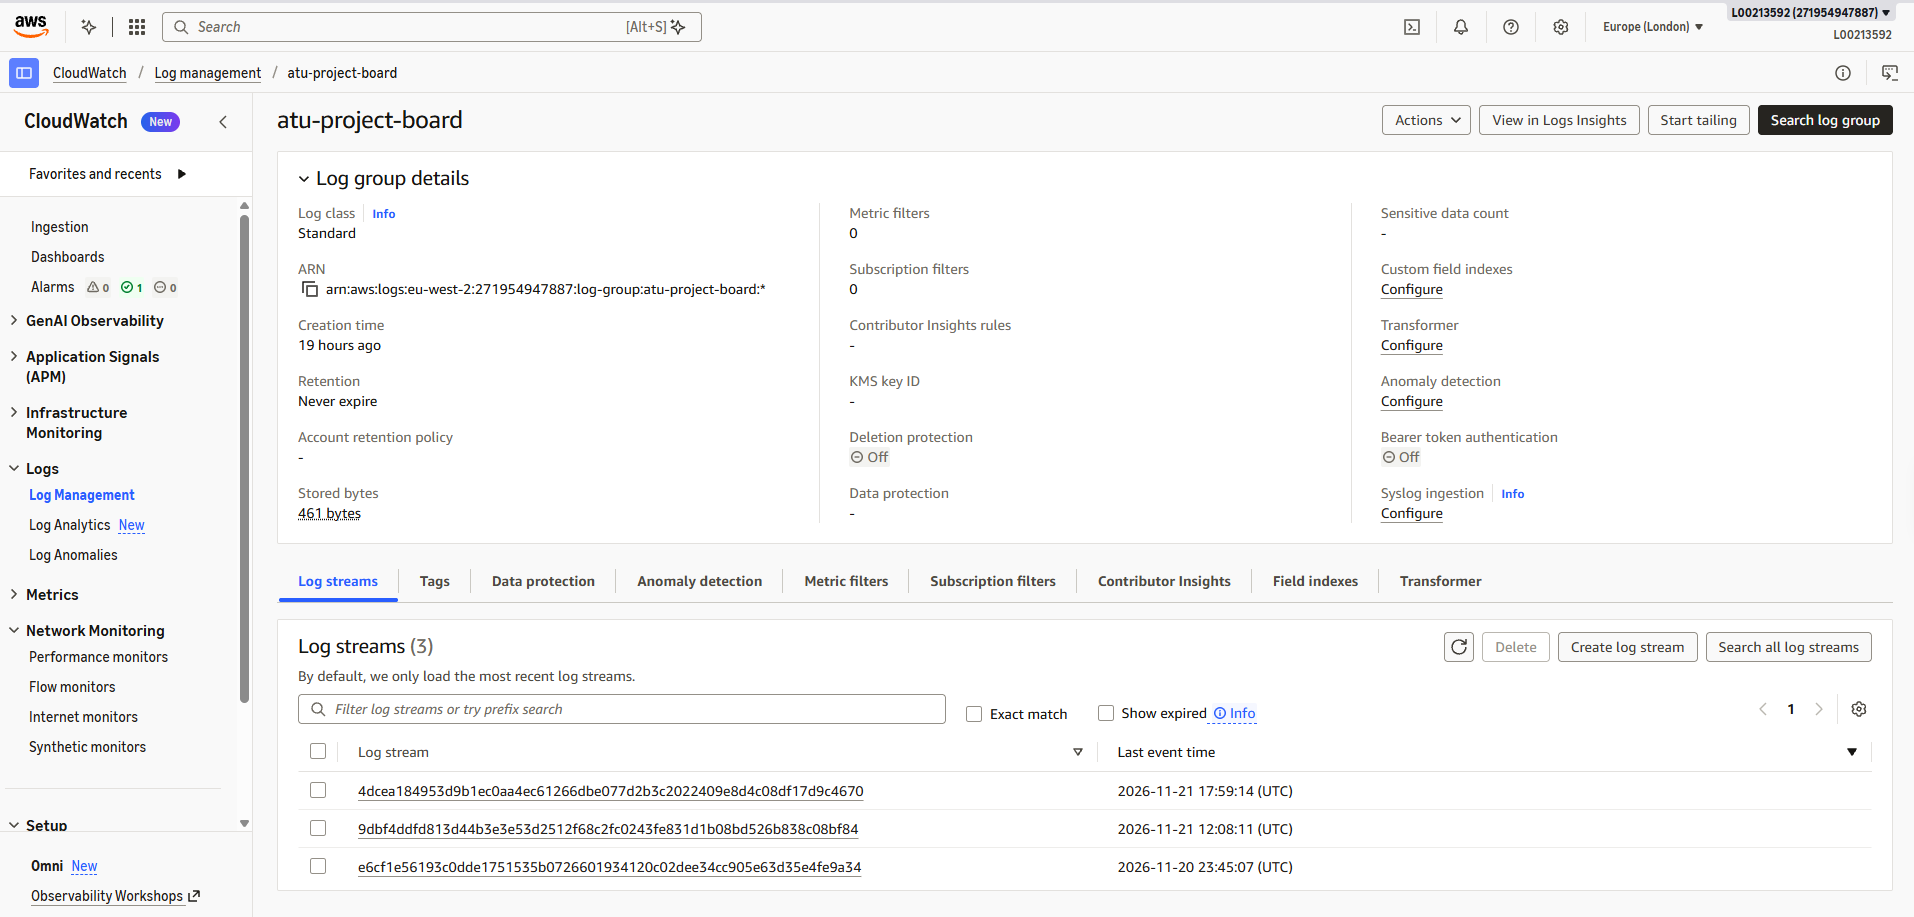 aws
Search
[Alt+S]
Europe (London)
L00213592 (271954947887)
L00213592
CloudWatch / Log management / atu-project-board
CloudWatch New
Favorites and recents
Ingestion
Dashboards
Alarms 0 1 0
GenAI Observability
Application Signals
(APM)
Infrastructure
Monitoring
Logs
Log Management
Log Analytics New
Log Anomalies
Metrics
Network Monitoring
Performance monitors
Flow monitors
Internet monitors
Synthetic monitors
Setup
Omni New
Observability Workshops
atu-project-board
Actions
View in Logs Insights
Start tailing
Search log group
Log group details
Log class Info
Standard
ARN
arn:aws:logs:eu-west-2:271954947887:log-group:atu-project-board:*
Creation time
19 hours ago
Retention
Never expire
Account retention policy
-
Stored bytes
461 bytes
Metric filters
0
Subscription filters
0
Contributor Insights rules
-
KMS key ID
-
Deletion protection
Off
Data protection
-
Sensitive data count
-
Custom field indexes
Configure
Transformer
Configure
Anomaly detection
Configure
Bearer token authentication
Off
Syslog ingestion Info
Configure
Log streams
Tags
Data protection
Anomaly detection
Metric filters
Subscription filters
Contributor Insights
Field indexes
Transformer
Log streams (3)
Delete
Create log stream
Search all log streams
By default, we only load the most recent log streams.
Filter log streams or try prefix search
Exact match
Show expired Info
1
Log stream
Last event time
4dcea184953d9b1ec0aa4ec61266dbe077d2b3c2022409e8d4c08df17d9c4670 2026-11-21 17:59:14 (UTC)
9dbf4ddfd813d44b3e3e53d2512f68c2fc0243fe831d1b08bd526b838c08bf84 2026-11-21 12:08:11 (UTC)
e6cf1e56193c0dde1751535b0726601934120c02dee34cc905e63d35e4fe9a34 2026-11-20 23:45:07 (UTC)